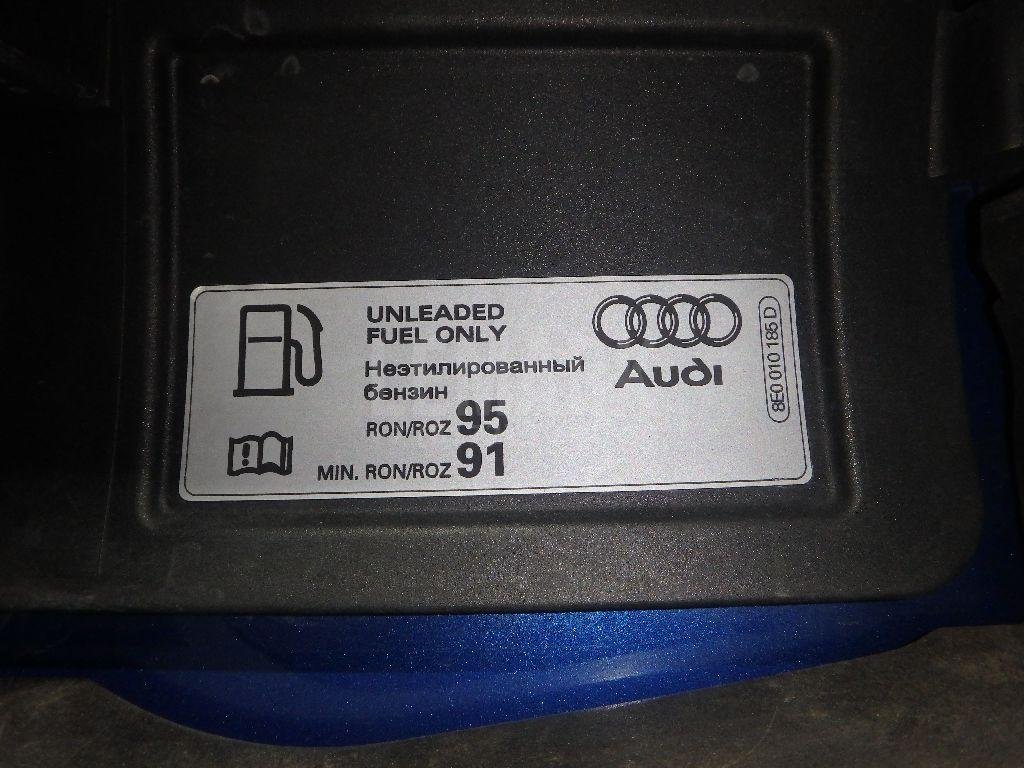 UNLEADED
FUEL ONLY
Неэтилированный
бензин
RON/ROZ 95
MIN. RON/ROZ 91
Audi
8E0 010 185 D